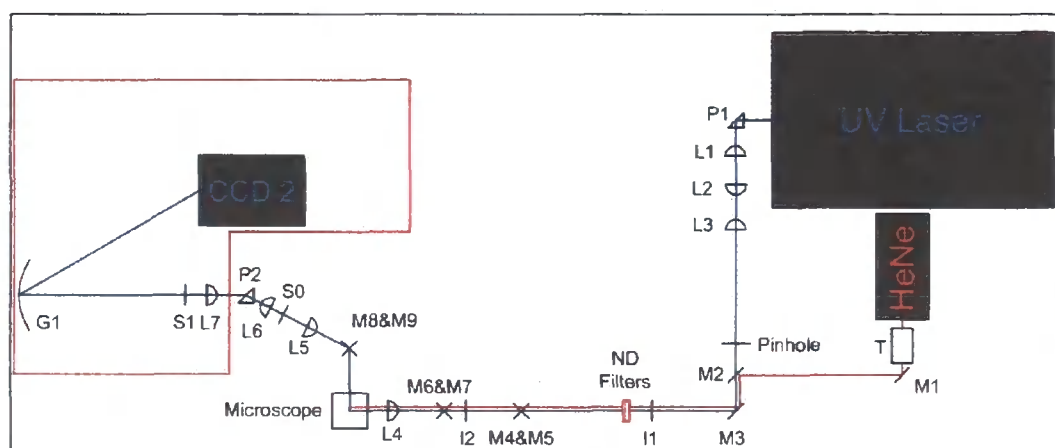 P1
UV Laser
L1
L2
CCD 2
L3
HeNe
P2
S0
G1
S1 L7
L6
M8&M9
L5
Pinhole
T
ND
Filters
M2
M1
M6&M7
Microscope
L4
I2
M4&M5
I1
M3